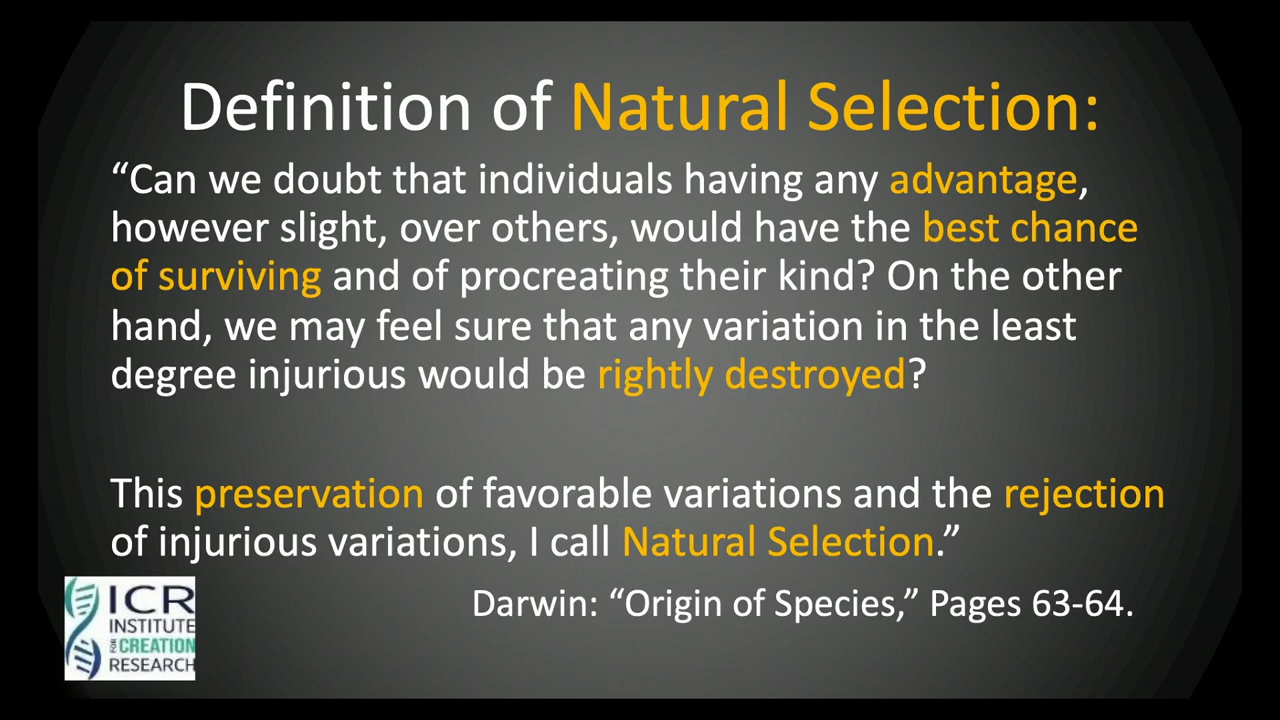 Definition of Natural Selection:
“Can we doubt that individuals having any advantage,
however slight, over others, would have the best chance
of surviving and of procreating their kind? On the other
hand, we may feel sure that any variation in the least
degree injurious would be rightly destroyed?
This preservation of favorable variations and the rejection
of injurious variations, I call Natural Selection.”
Darwin: “Origin of Species,” Pages 63-64.
ICR
INSTITUTE
FOR CREATION
RESEARCH